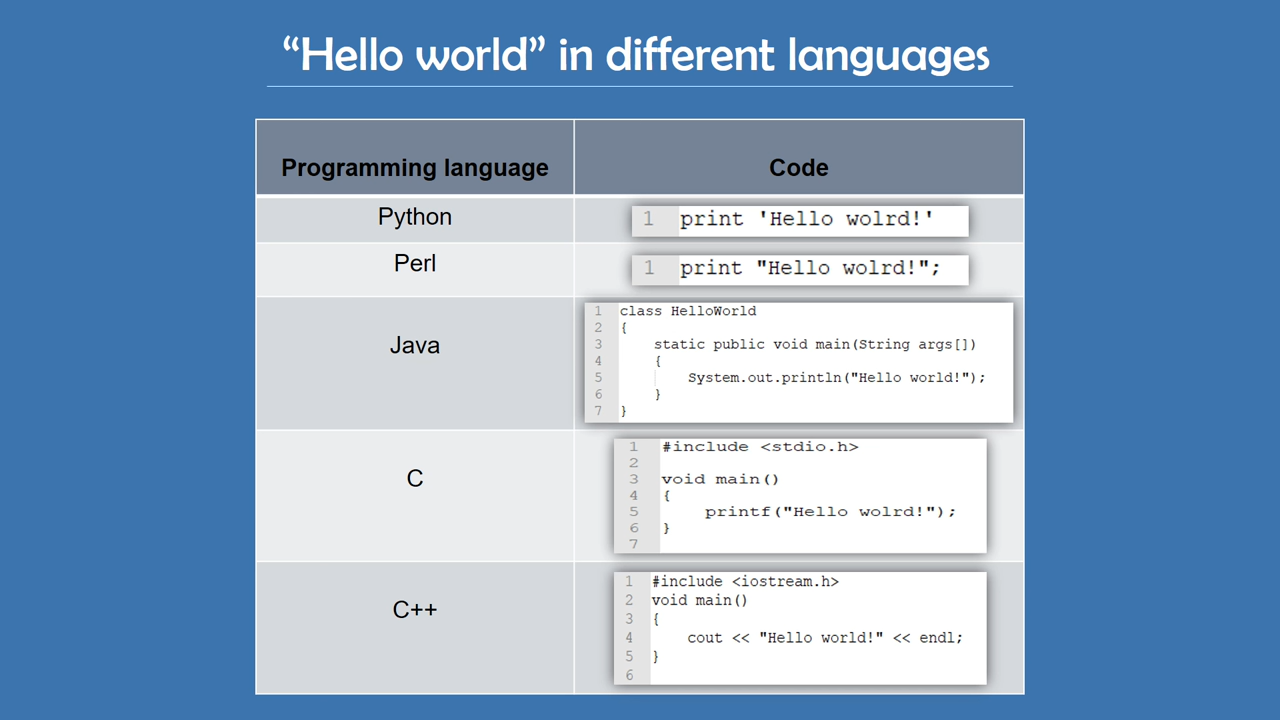 “Hello world” in different languages
Programming language
Code
Python
1 print 'Hello wolrd!'
Perl
1 print "Hello wolrd!";
Java
1 class HelloWorld
2 {
3     static public void main(String args[])
4     {
5         System.out.println("Hello world!");
6     }
7 }
C
1 #include <stdio.h>
2
3 void main()
4 {
5     printf("Hello wolrd!");
6 }
7
C++
1 #include <iostream.h>
2 void main()
3 {
4     cout << "Hello world!" << endl;
5 }
6